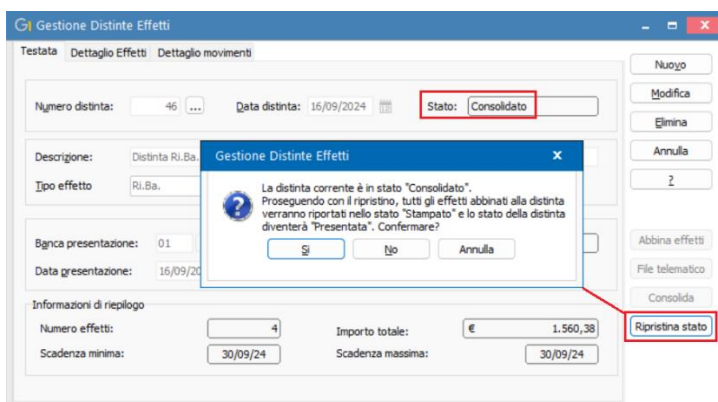 GI Gestione Distinte Effetti
Testata Dettaglio Effetti Dettaglio movimenti
Numero distinta: 46 ... Data distinta: 16/09/2024 Stato: Consolidato
Descrizione: Distinta Ri.Ba.
Tipo effetto Ri.Ba.
Banca presentazione: 01
Data presentazione: 16/09/20
Informazioni di riepilogo
Numero effetti: 4 Importo totale: € 1.560,38
Scadenza minima: 30/09/24 Scadenza massima: 30/09/24
Gestione Distinte Effetti x
La distinta corrente è in stato "Consolidato".
Proseguendo con il ripristino, tutti gli effetti abbinati alla distinta
verranno riportati nello stato "Stampato" e lo stato della distinta
diventerà "Presentata". Confermare?
Si No Annulla
Nuovo
Modifica
Elimina
Annulla
?
Abbina effetti
File telematico
Consolida
Ripristina stato